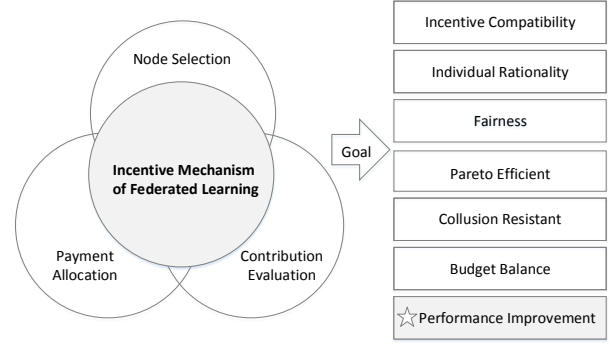 Node Selection
Incentive Mechanism
of Federated Learning
Payment
Allocation
Contribution
Evaluation
Goal
Incentive Compatibility
Individual Rationality
Fairness
Pareto Efficient
Collusion Resistant
Budget Balance
Performance Improvement